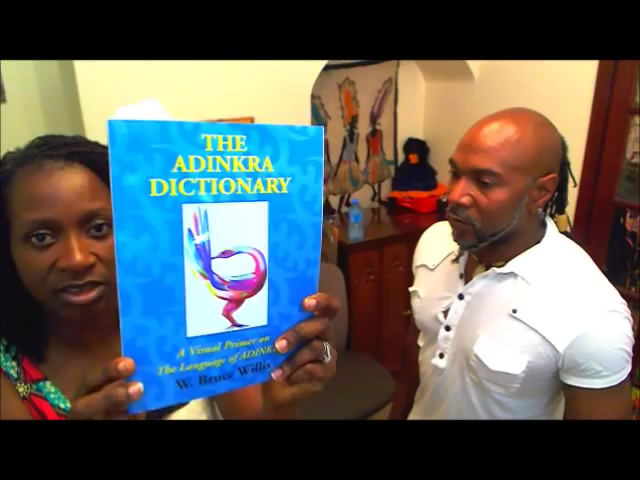 THE
ADINKRA
DICTIONARY
A Visual Primer on
The Language of ADINKRA
W. Bruce Willis